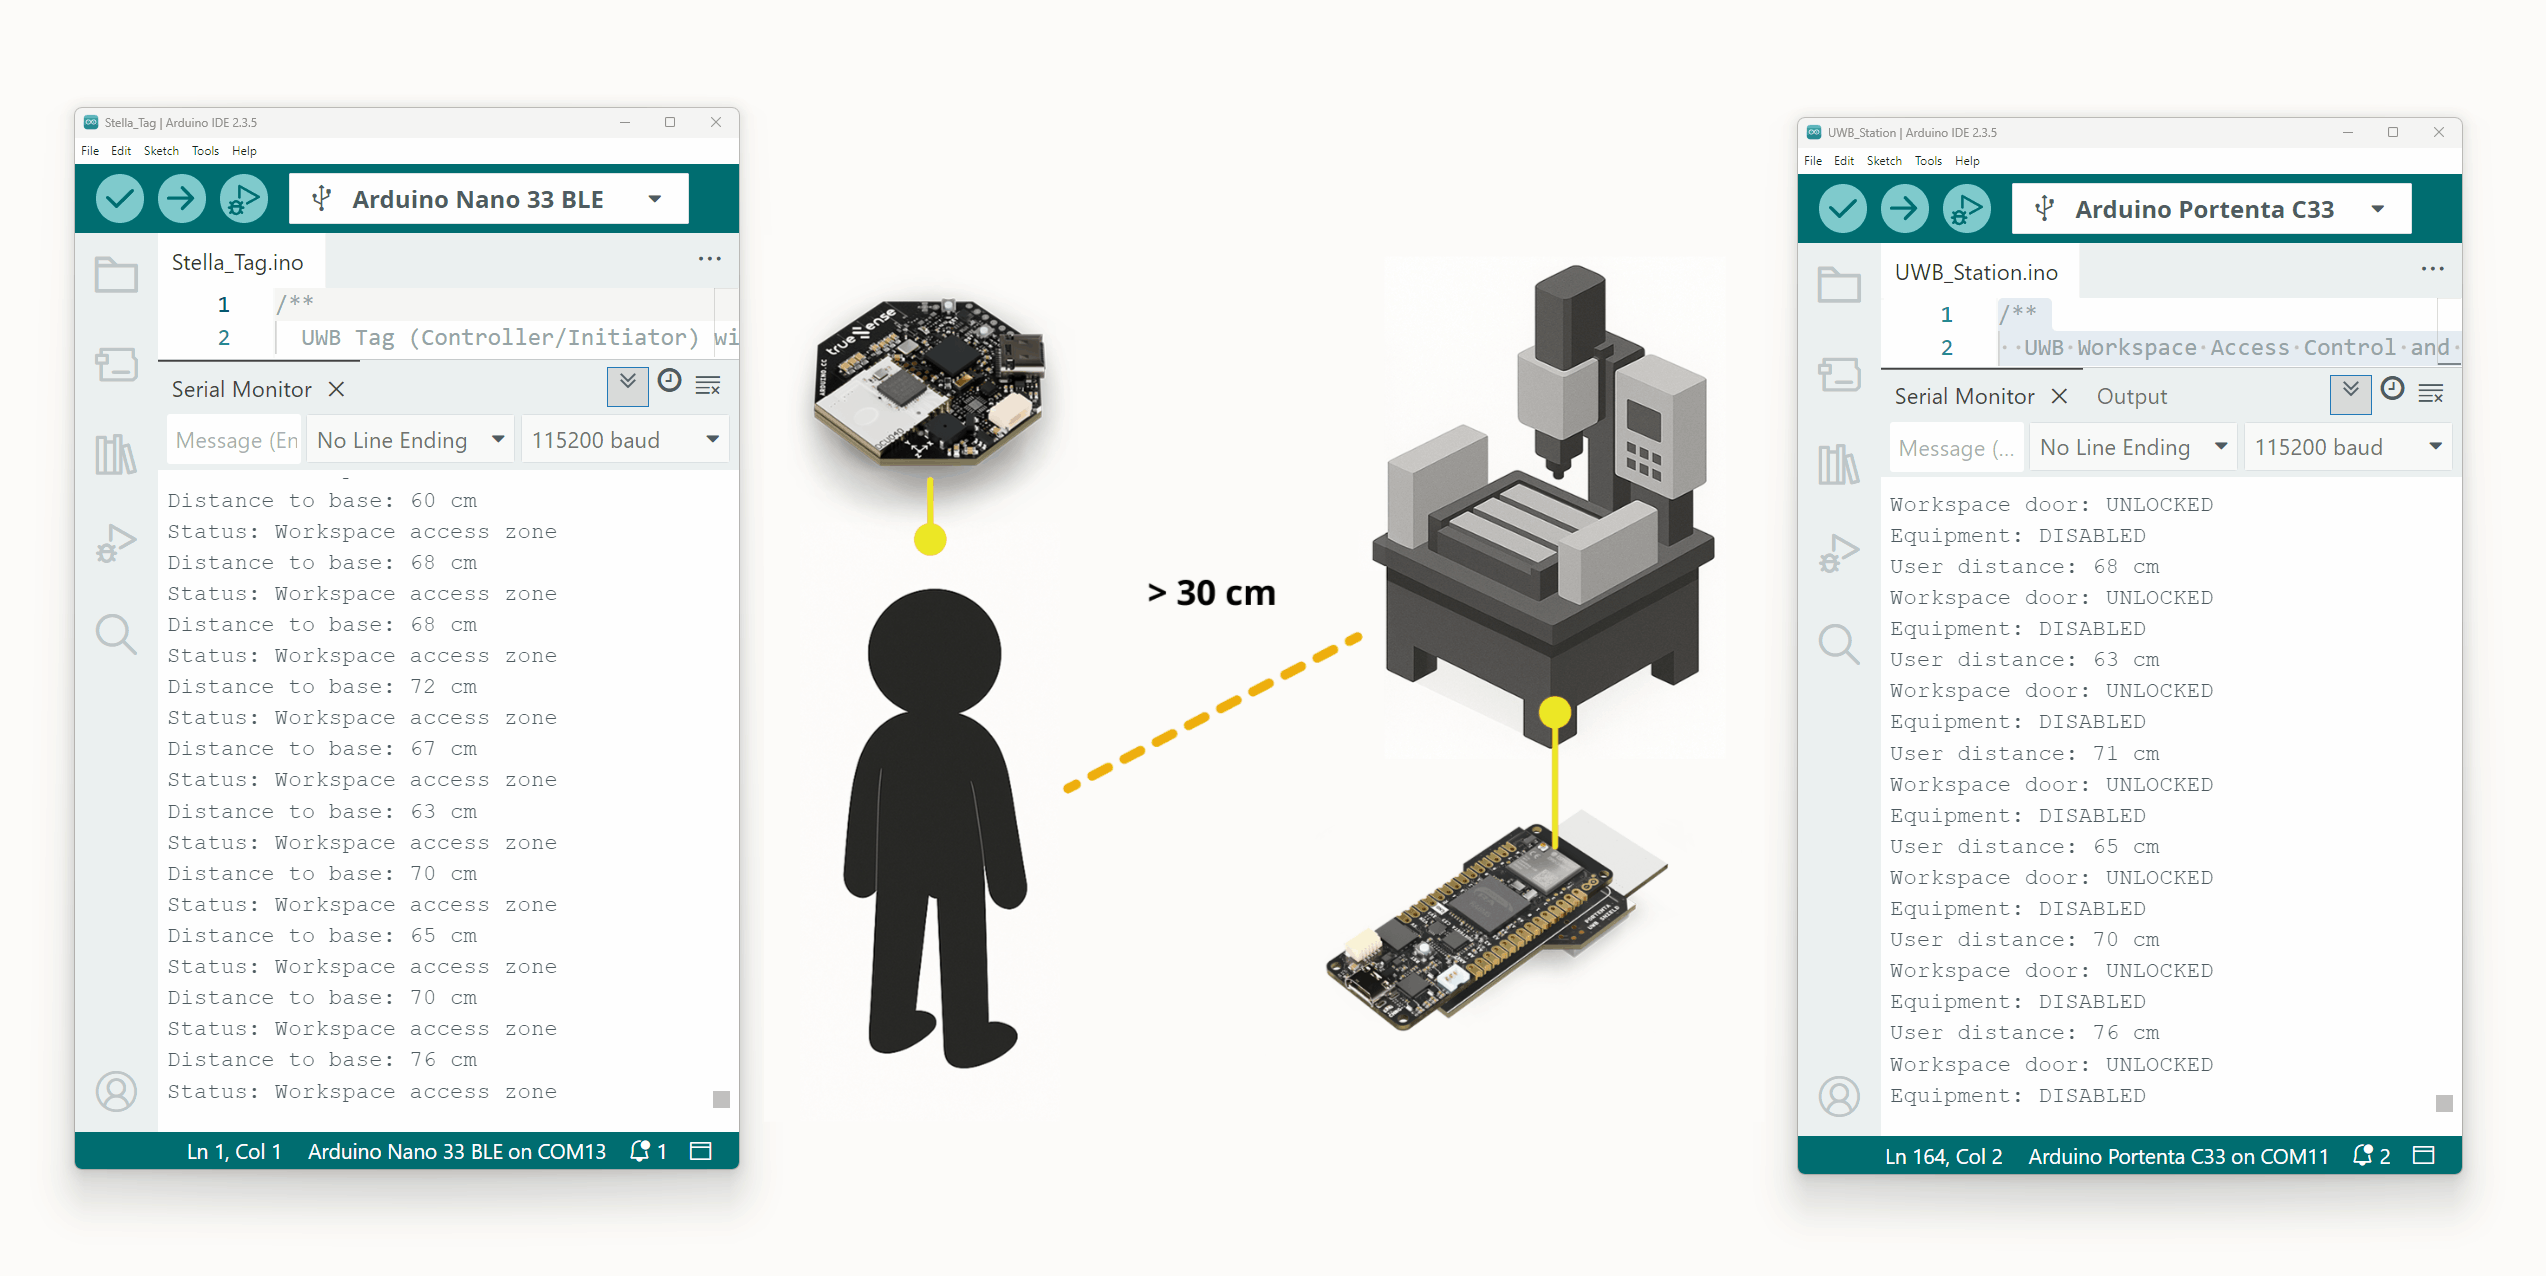 Stella_Tag | Arduino IDE 2.3.5
File Edit Sketch Tools Help
Arduino Nano 33 BLE
Stella_Tag.ino
1 /**
2 UWB Tag (Controller/Initiator) wi
Serial Monitor
Message (En
No Line Ending
115200 baud
Distance to base: 60 cm
Status: Workspace access zone
Distance to base: 68 cm
Status: Workspace access zone
Distance to base: 68 cm
Status: Workspace access zone
Distance to base: 72 cm
Status: Workspace access zone
Distance to base: 67 cm
Status: Workspace access zone
Distance to base: 63 cm
Status: Workspace access zone
Distance to base: 70 cm
Status: Workspace access zone
Distance to base: 65 cm
Status: Workspace access zone
Distance to base: 70 cm
Status: Workspace access zone
Distance to base: 76 cm
Status: Workspace access zone
Ln 1, Col 1 Arduino Nano 33 BLE on COM13 1
ARDUINO.CC
DCU040
> 30 cm
PORTENTA
UWB SHIELD
UWB_Station | Arduino IDE 2.3.5
File Edit Sketch Tools Help
Arduino Portenta C33
UWB_Station.ino
1 /**
2 UWB Workspace Access Control and
Serial Monitor
Output
Message (...
No Line Ending
115200 baud
Workspace door: UNLOCKED
Equipment: DISABLED
User distance: 68 cm
Workspace door: UNLOCKED
Equipment: DISABLED
User distance: 63 cm
Workspace door: UNLOCKED
Equipment: DISABLED
User distance: 71 cm
Workspace door: UNLOCKED
Equipment: DISABLED
User distance: 65 cm
Workspace door: UNLOCKED
Equipment: DISABLED
User distance: 70 cm
Workspace door: UNLOCKED
Equipment: DISABLED
User distance: 76 cm
Workspace door: UNLOCKED
Equipment: DISABLED
Ln 164, Col 2 Arduino Portenta C33 on COM11 2